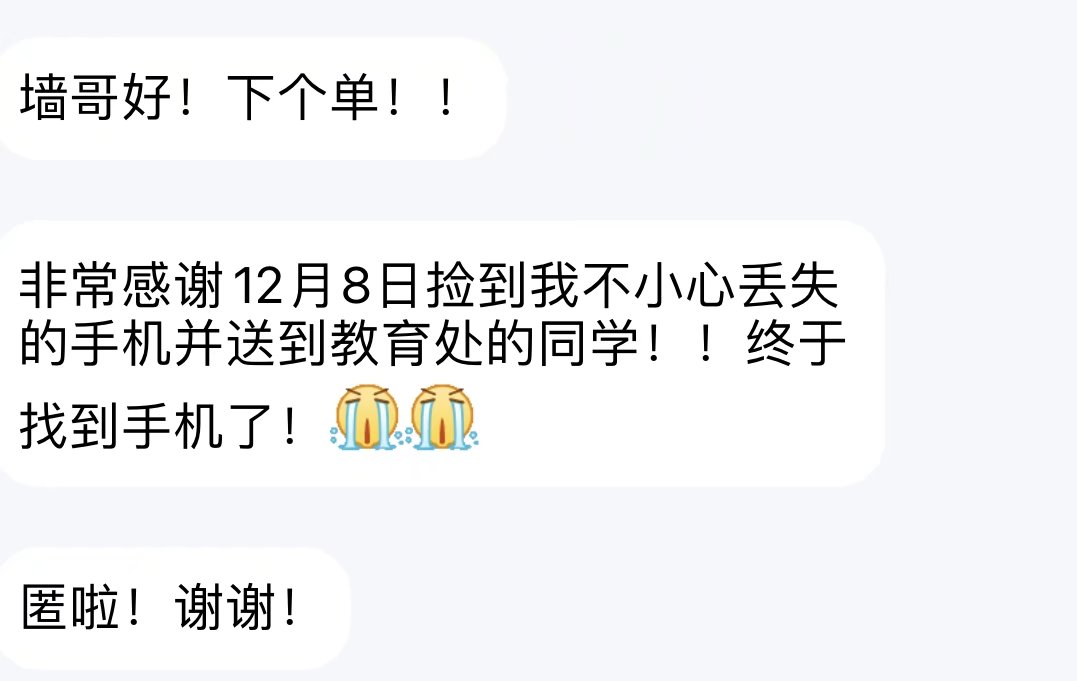 墙哥好！下个单！！
非常感谢12月8日捡到我不小心丢失
的手机并送到教育处的同学！！终于
找到手机了！😭😭
匿啦！谢谢！